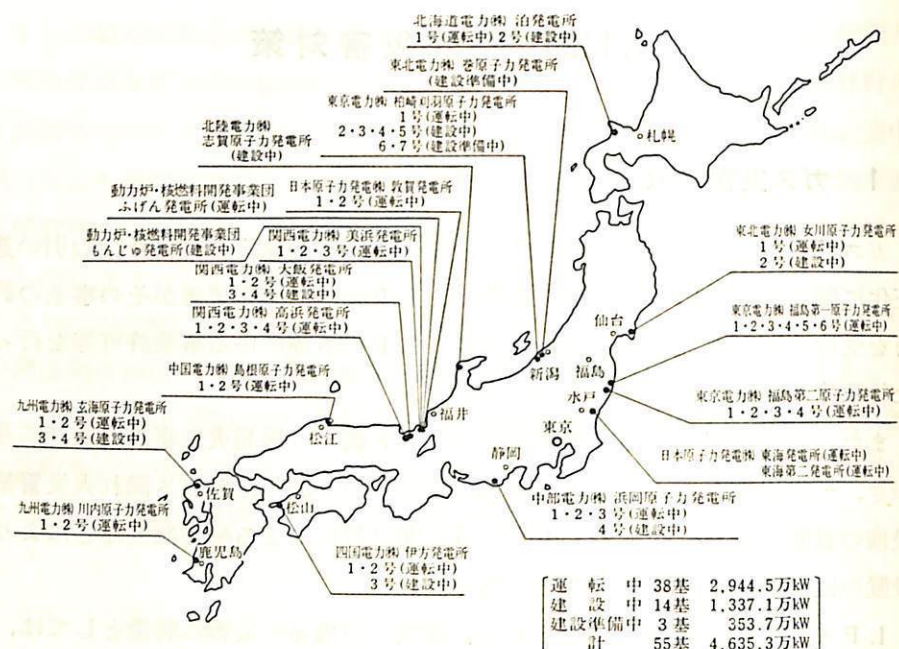 北海道電力㈱ 泊発電所
1号(運転中) 2号(建設中)
東北電力㈱ 巻原子力発電所
(建設準備中)
東京電力㈱ 柏崎刈羽原子力発電所
1号(運転中)
2・3・4・5号(建設中)
6・7号(建設準備中)
北陸電力㈱
志賀原子力発電所
(建設中)
動力炉・核燃料開発事業団
ふげん発電所(運転中)
日本原子力発電㈱ 敦賀発電所
1・2号(運転中)
動力炉・核燃料開発事業団
もんじゅ発電所(建設中)
関西電力㈱ 美浜発電所
1・2・3号(運転中)
関西電力㈱ 大飯発電所
1・2号(運転中)
3・4号(建設中)
関西電力㈱ 高浜発電所
1・2・3・4号(運転中)
中国電力㈱ 島根原子力発電所
1・2号(運転中)
九州電力㈱ 玄海原子力発電所
1・2号(運転中)
3・4号(建設中)
九州電力㈱ 川内原子力発電所
1・2号(運転中)
四国電力㈱ 伊方発電所
1・2号(運転中)
3号(建設中)
中部電力㈱ 浜岡原子力発電所
1・2・3号(運転中)
4号(建設中)
東北電力㈱ 女川原子力発電所
1号(運転中)
2号(建設中)
東京電力㈱ 福島第一原子力発電所
1・2・3・4・5・6号(運転中)
東京電力㈱ 福島第二原子力発電所
1・2・3・4号(運転中)
日本原子力発電㈱ 東海発電所(運転中)
東海第二発電所(運転中)
札幌
仙台
新潟
福島
水戸
東京
福井
静岡
松江
松山
佐賀
鹿児島
運転中 38基 2,944.5万kW
建設中 14基 1,337.1万kW
建設準備中 3基 353.7万kW
計 55基 4,635.3万kW